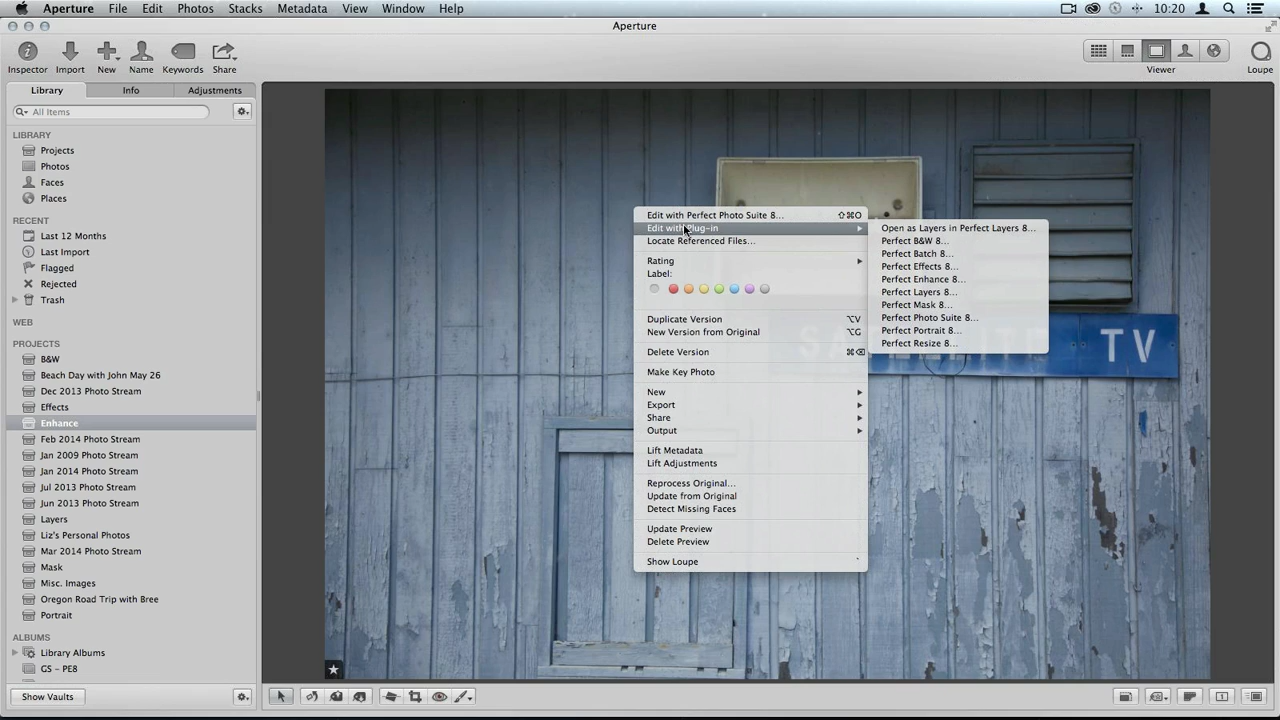 Aperture File Edit Photos Stacks Metadata View Window Help 10:20
Aperture
Inspector Import New Name Keywords Share Viewer Loupe
Library Info Adjustments
All Items
LIBRARY
Projects
Photos
Faces
Places
RECENT
Last 12 Months
Last Import
Flagged
Rejected
Trash
WEB
PROJECTS
B&W
Beach Day with John May 26
Dec 2013 Photo Stream
Effects
Enhance
Feb 2014 Photo Stream
Jan 2009 Photo Stream
Jan 2014 Photo Stream
Jul 2013 Photo Stream
Jun 2013 Photo Stream
Layers
Liz's Personal Photos
Mar 2014 Photo Stream
Mask
Misc. Images
Oregon Road Trip with Bree
Portrait
ALBUMS
Library Albums
GS - PE8
Show Vaults
Edit with Perfect Photo Suite 8... ⇧⌘O
Edit with Plug-in
Locate Referenced Files...
Rating
Label:
Duplicate Version ⌥V
New Version from Original ⌥G
Delete Version ⌘⌫
Make Key Photo
New
Export
Share
Output
Lift Metadata
Lift Adjustments
Reprocess Original...
Update from Original
Detect Missing Faces
Update Preview
Delete Preview
Show Loupe `
Open as Layers in Perfect Layers 8...
Perfect B&W 8...
Perfect Batch 8...
Perfect Effects 8...
Perfect Enhance 8...
Perfect Layers 8...
Perfect Mask 8...
Perfect Photo Suite 8...
Perfect Portrait 8...
Perfect Resize 8...
TV